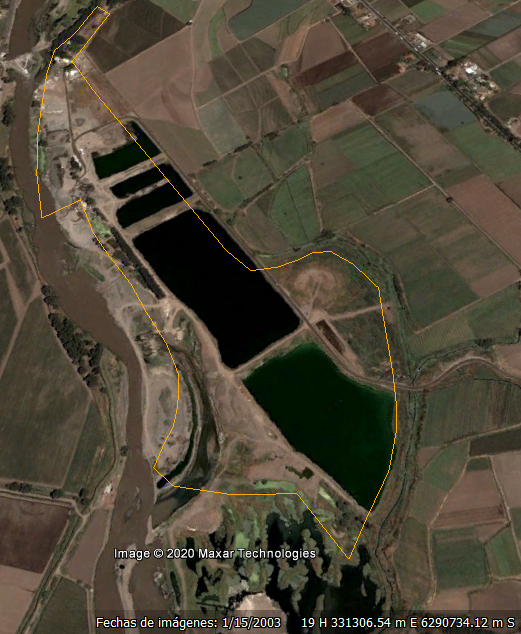 Image © 2020 Maxar Technologies
Fechas de imágenes: 1/15/2003 19 H 331306.54 m E 6290734.12 m S